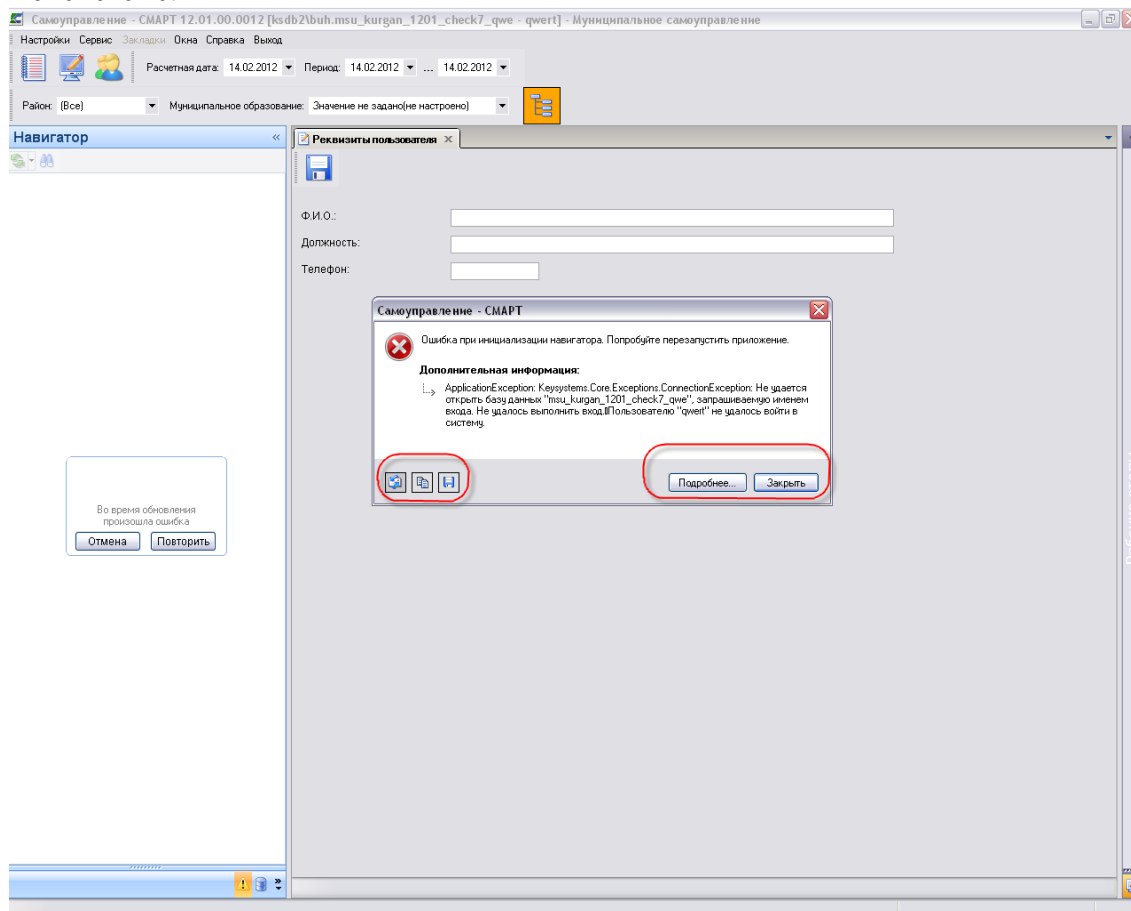 Самоуправление - СМАРТ 12.01.00.0012 [ksdb2\buh.msu_kurgan_1201_check7_qwe - qwert] - Муниципальное самоуправление
Настройки Сервис Закладки Окна Справка Выход
Расчетная дата: 14.02.2012 Период: 14.02.2012 ... 14.02.2012
Район: (Все) Муниципальное образование: Значение не задано(не настроено)
Навигатор «
Реквизиты пользователя
Ф.И.О.:
Должность:
Телефон:
Самоуправление - СМАРТ
Ошибка при инициализации навигатора. Попробуйте перезапустить приложение.
Дополнительная информация:
ApplicationException: Keysystems.Core.Exceptions.ConnectionException: Не удается
открыть базу данных "msu_kurgan_1201_check7_qwe", запрашиваемую именем
входа. Не удалось выполнить вход.Пользователю "qwert" не удалось войти в
систему.
Подробнее... Закрыть
Во время обновления
произошла ошибка
Отмена Повторить